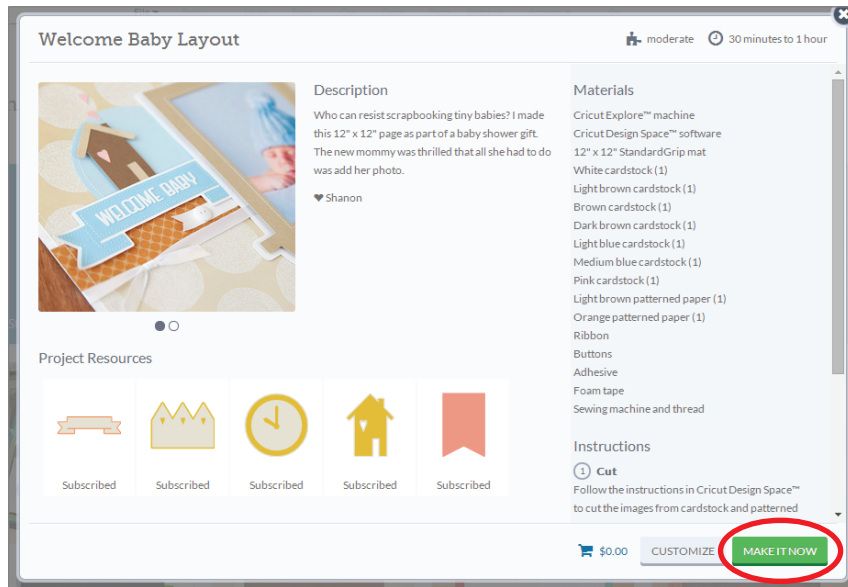 Welcome Baby Layout
moderate
30 minutes to 1 hour
WELCOME BABY
Description
Who can resist scrapbooking tiny babies? I made
this 12" x 12" page as part of a baby shower gift.
The new mommy was thrilled that all she had to do
was add her photo.
Shanon
Project Resources
Subscribed
Subscribed
Subscribed
Subscribed
Subscribed
Materials
Cricut Explore™ machine
Cricut Design Space™ software
12" x 12" StandardGrip mat
White cardstock (1)
Light brown cardstock (1)
Brown cardstock (1)
Dark brown cardstock (1)
Light blue cardstock (1)
Medium blue cardstock (1)
Pink cardstock (1)
Light brown patterned paper (1)
Orange patterned paper (1)
Ribbon
Buttons
Adhesive
Foam tape
Sewing machine and thread
Instructions
1 Cut
Follow the instructions in Cricut Design Space™
to cut the images from cardstock and patterned
$0.00
CUSTOMIZE
MAKE IT NOW